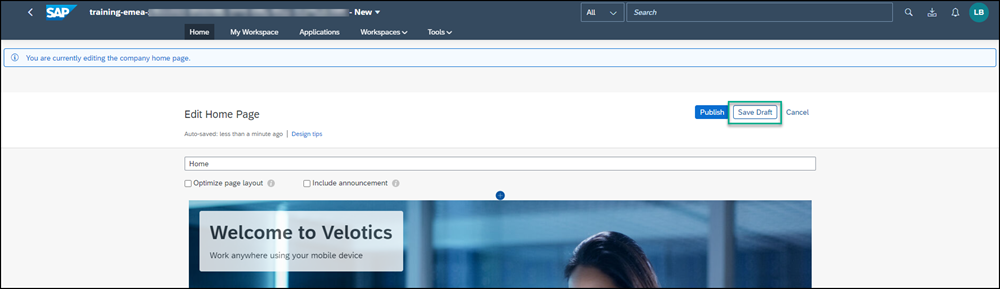 SAP training-emea- - New All Search LB
Home My Workspace Applications Workspaces Tools
You are currently editing the company home page.
Edit Home Page Publish Save Draft Cancel
Auto-saved: less than a minute ago | Design tips
Home
Optimize page layout Include announcement
Welcome to Velotics
Work anywhere using your mobile device